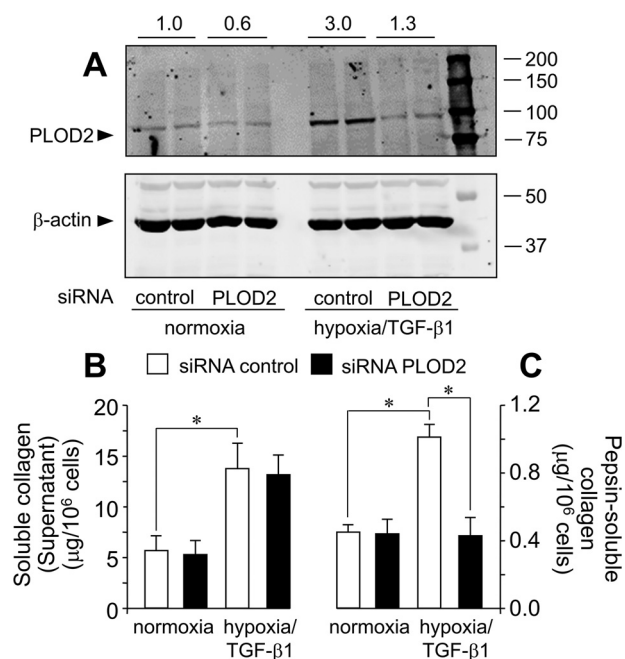 1.0 0.6 3.0 1.3
A
200
150
100
PLOD2
75
50
β-actin
37
siRNA control PLOD2 control PLOD2
normoxia hypoxia/TGF-β1
B siRNA control siRNA PLOD2 C
Soluble collagen
(Supernatant)
(μg/10⁶ cells)
20
15
10
5
0
* * *
1.2
0.8
0.4
0.0
Pepsin-soluble
collagen
(μg/10⁶ cells)
normoxia hypoxia/ normoxia hypoxia/
TGF-β1 TGF-β1